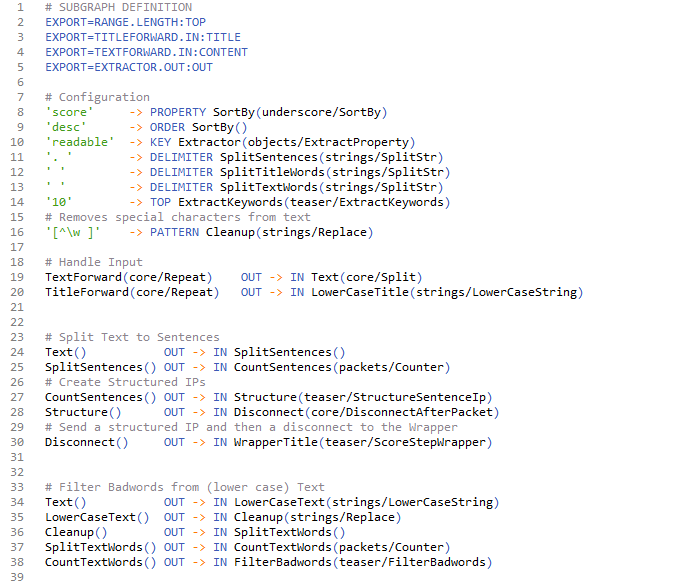 1 # SUBGRAPH DEFINITION
2 EXPORT=RANGE.LENGTH:TOP
3 EXPORT=TITLEFORWARD.IN:TITLE
4 EXPORT=TEXTFORWARD.IN:CONTENT
5 EXPORT=EXTRACTOR.OUT:OUT
6
7 # Configuration
8 'score' -> PROPERTY SortBy(underscore/SortBy)
9 'desc' -> ORDER SortBy()
10 'readable' -> KEY Extractor(objects/ExtractProperty)
11 '. ' -> DELIMITER SplitSentences(strings/SplitStr)
12 ' ' -> DELIMITER SplitTitleWords(strings/SplitStr)
13 ' ' -> DELIMITER SplitTextWords(strings/SplitStr)
14 '10' -> TOP ExtractKeywords(teaser/ExtractKeywords)
15 # Removes special characters from text
16 '[^\w ]' -> PATTERN Cleanup(strings/Replace)
17
18 # Handle Input
19 TextForward(core/Repeat) OUT -> IN Text(core/Split)
20 TitleForward(core/Repeat) OUT -> IN LowerCaseTitle(strings/LowerCaseString)
21
22
23 # Split Text to Sentences
24 Text() OUT -> IN SplitSentences()
25 SplitSentences() OUT -> IN CountSentences(packets/Counter)
26 # Create Structured IPs
27 CountSentences() OUT -> IN Structure(teaser/StructureSentenceIp)
28 Structure() OUT -> IN Disconnect(core/DisconnectAfterPacket)
29 # Send a structured IP and then a disconnect to the Wrapper
30 Disconnect() OUT -> IN WrapperTitle(teaser/ScoreStepWrapper)
31
32
33 # Filter Badwords from (lower case) Text
34 Text() OUT -> IN LowerCaseText(strings/LowerCaseString)
35 LowerCaseText() OUT -> IN Cleanup(strings/Replace)
36 Cleanup() OUT -> IN SplitTextWords()
37 SplitTextWords() OUT -> IN CountTextWords(packets/Counter)
38 CountTextWords() OUT -> IN FilterBadwords(teaser/FilterBadwords)
39